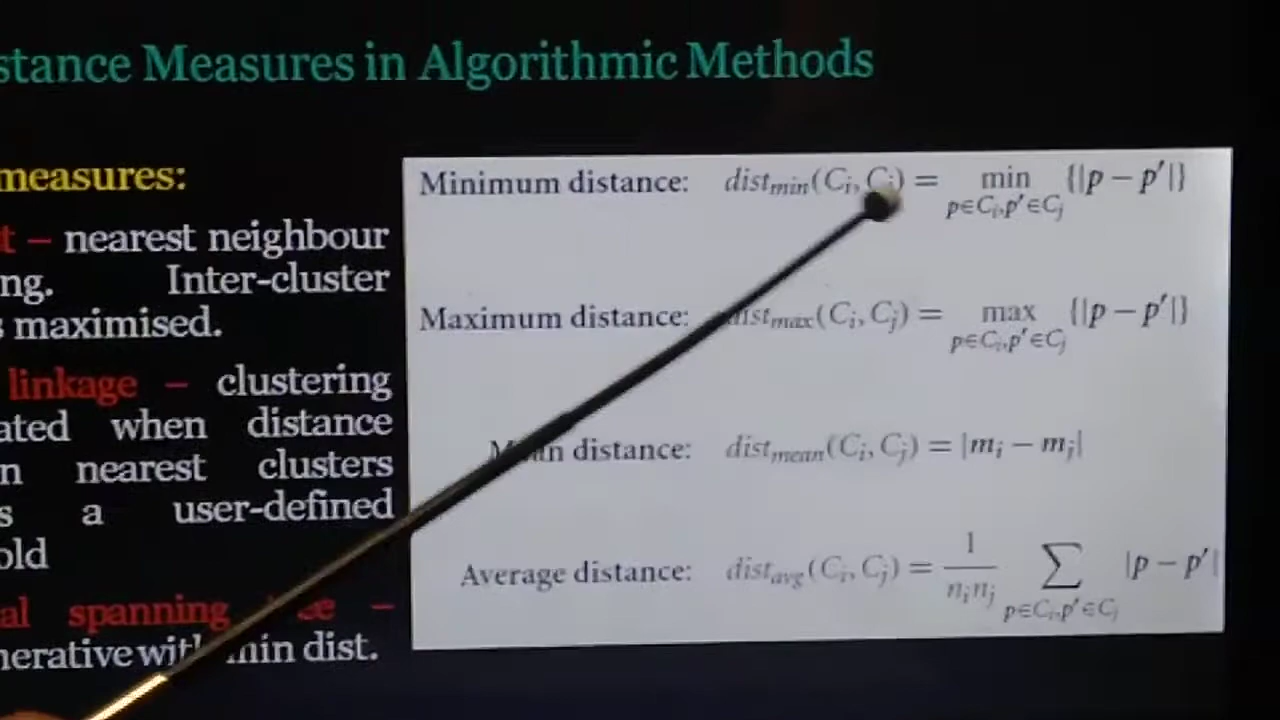 stance Measures in Algorithmic Methods
measures:
t – nearest neighbour
ng. Inter-cluster
s maximised.
linkage – clustering
ated when distance
n nearest clusters
s a user-defined
old
al spanning
nerative with min dist.
Minimum distance: dist_min(C_i, C_j) = min_{p∈C_i, p′∈C_j} {|p − p′|}
Maximum distance: dist_max(C_i, C_j) = max_{p∈C_i, p′∈C_j} {|p − p′|}
Mean distance: dist_mean(C_i, C_j) = |m_i − m_j|
Average distance: dist_avg(C_i, C_j) = 1/(n_i n_j) ∑_{p∈C_i, p′∈C_j} |p − p′|